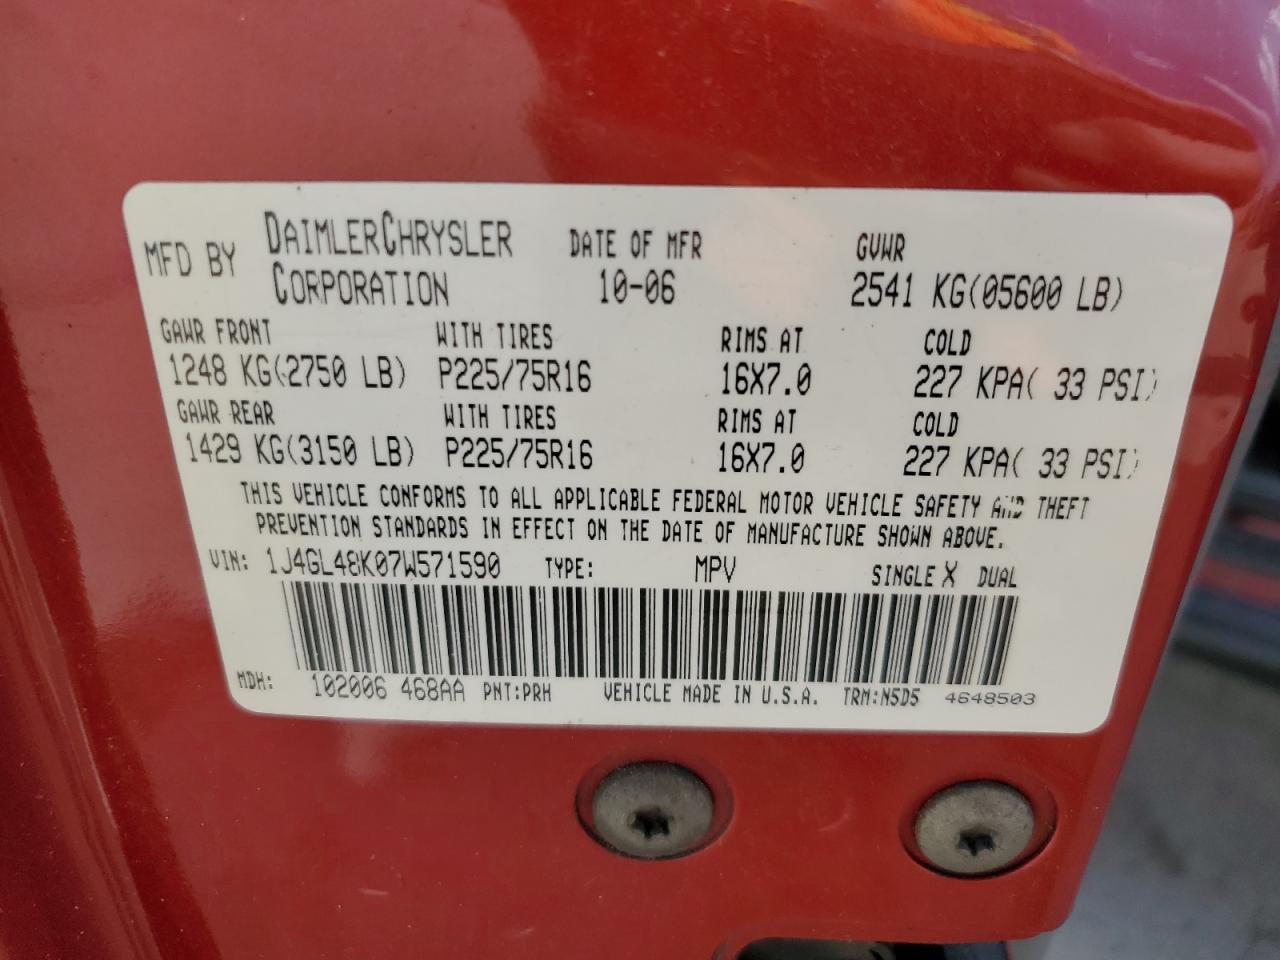 MFD BY DAIMLERCHRYSLER CORPORATION DATE OF MFR 10-06 GVWR 2541 KG(05600 LB)
GAWR FRONT WITH TIRES RIMS AT COLD
1248 KG(2750 LB) P225/75R16 16X7.0 227 KPA( 33 PSI)
GAWR REAR WITH TIRES RIMS AT COLD
1429 KG(3150 LB) P225/75R16 16X7.0 227 KPA( 33 PSI)
THIS VEHICLE CONFORMS TO ALL APPLICABLE FEDERAL MOTOR VEHICLE SAFETY AND THEFT
PREVENTION STANDARDS IN EFFECT ON THE DATE OF MANUFACTURE SHOWN ABOVE.
VIN: 1J4GL48K07W571590 TYPE: MPV SINGLE X DUAL
MDH: 102006 468AA PNT:PRH VEHICLE MADE IN U.S.A. TRM:N5D5 4648503